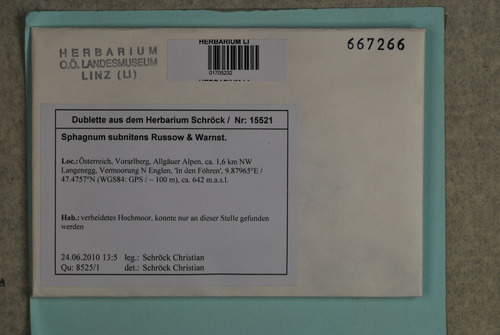 HERBARIUM
O.Ö. LANDESMUSEUM
LINZ (LI)
HERBARIUM LI
01705232
667266
Dublette aus dem Herbarium Schröck / Nr: 15521
Sphagnum subnitens Russow & Warnst.
Loc.: Österreich, Vorarlberg, Allgäuer Alpen, ca. 1,6 km NW
Langenegg, Vermoorung N Englen, 'In den Föhren', 9.87965°E /
47.4757°N (WGS84: GPS / ~ 100 m), ca. 642 m.a.s.l.
Hab.: verheidetes Hochmoor, konnte nur an dieser Stelle gefunden
werden
24.06.2010 13:5 leg.: Schröck Christian
Qu: 8525/1 det.: Schröck Christian